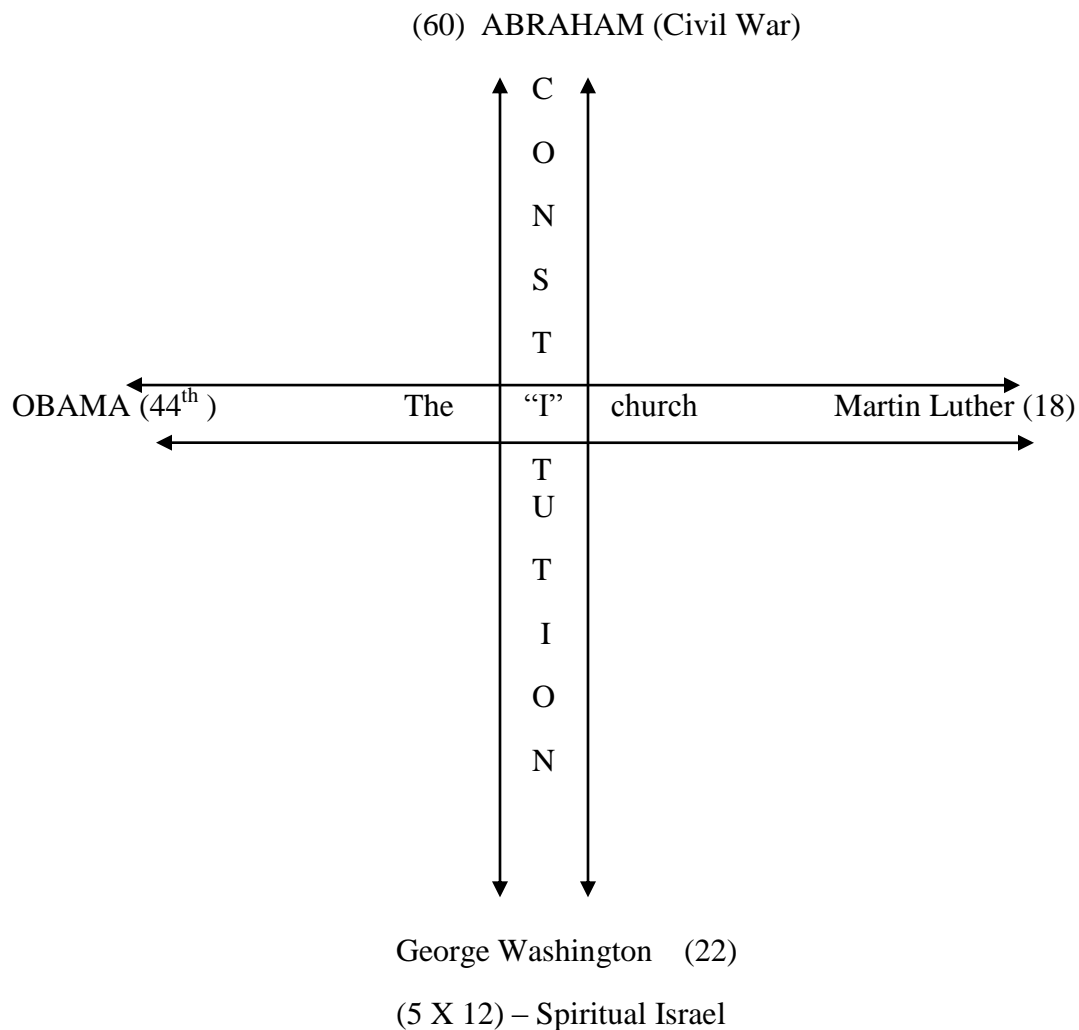 (60) ABRAHAM (Civil War)
C
O
N
S
T
OBAMA (44th ) The “I” church Martin Luther (18)
T
U
T
I
O
N
George Washington (22)
(5 X 12) – Spiritual Israel